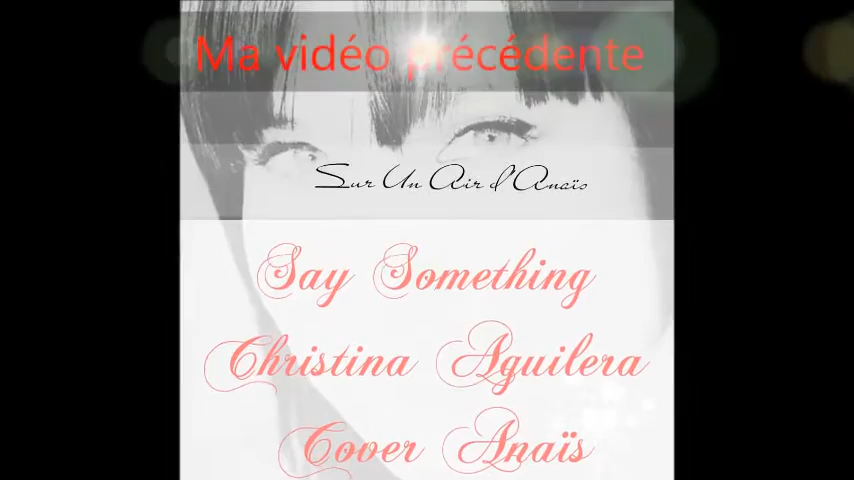 Ma vidéo précédente
Sur Un Air d'Anaïs
Say Something
Christina Aguilera
Cover Anaïs